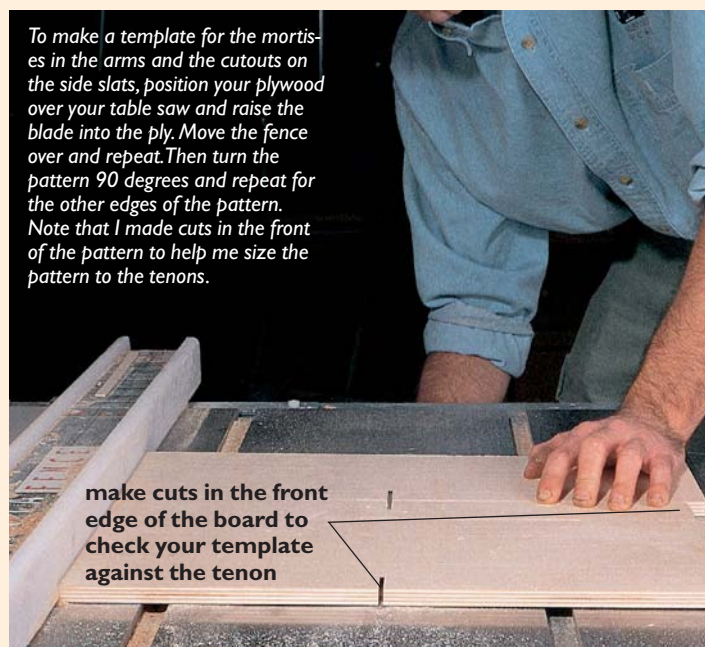 To make a template for the mortis-
es in the arms and the cutouts on
the side slats, position your plywood
over your table saw and raise the
blade into the ply. Move the fence
over and repeat.Then turn the
pattern 90 degrees and repeat for
the other edges of the pattern.
Note that I made cuts in the front
of the pattern to help me size the
pattern to the tenons.
FENCE
make cuts in the front
edge of the board to
check your template
against the tenon